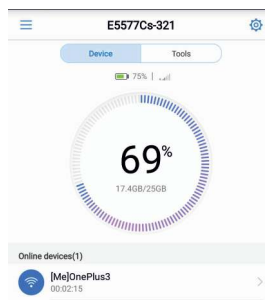 E5577Cs-321
Device Tools
75%
69%
17.4GB/25GB
Online devices(1)
[Me]OnePlus3
00:02:15